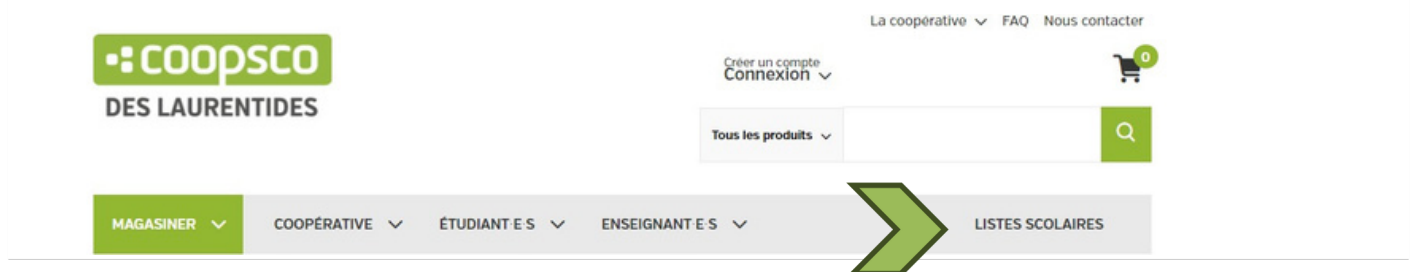 La coopérative FAQ Nous contacter
COOPSCO
DES LAURENTIDES
Créer un compte
Connexion
0
Tous les produits
MAGASINER COOPÉRATIVE ÉTUDIANT·E·S ENSEIGNANT·E·S LISTES SCOLAIRES